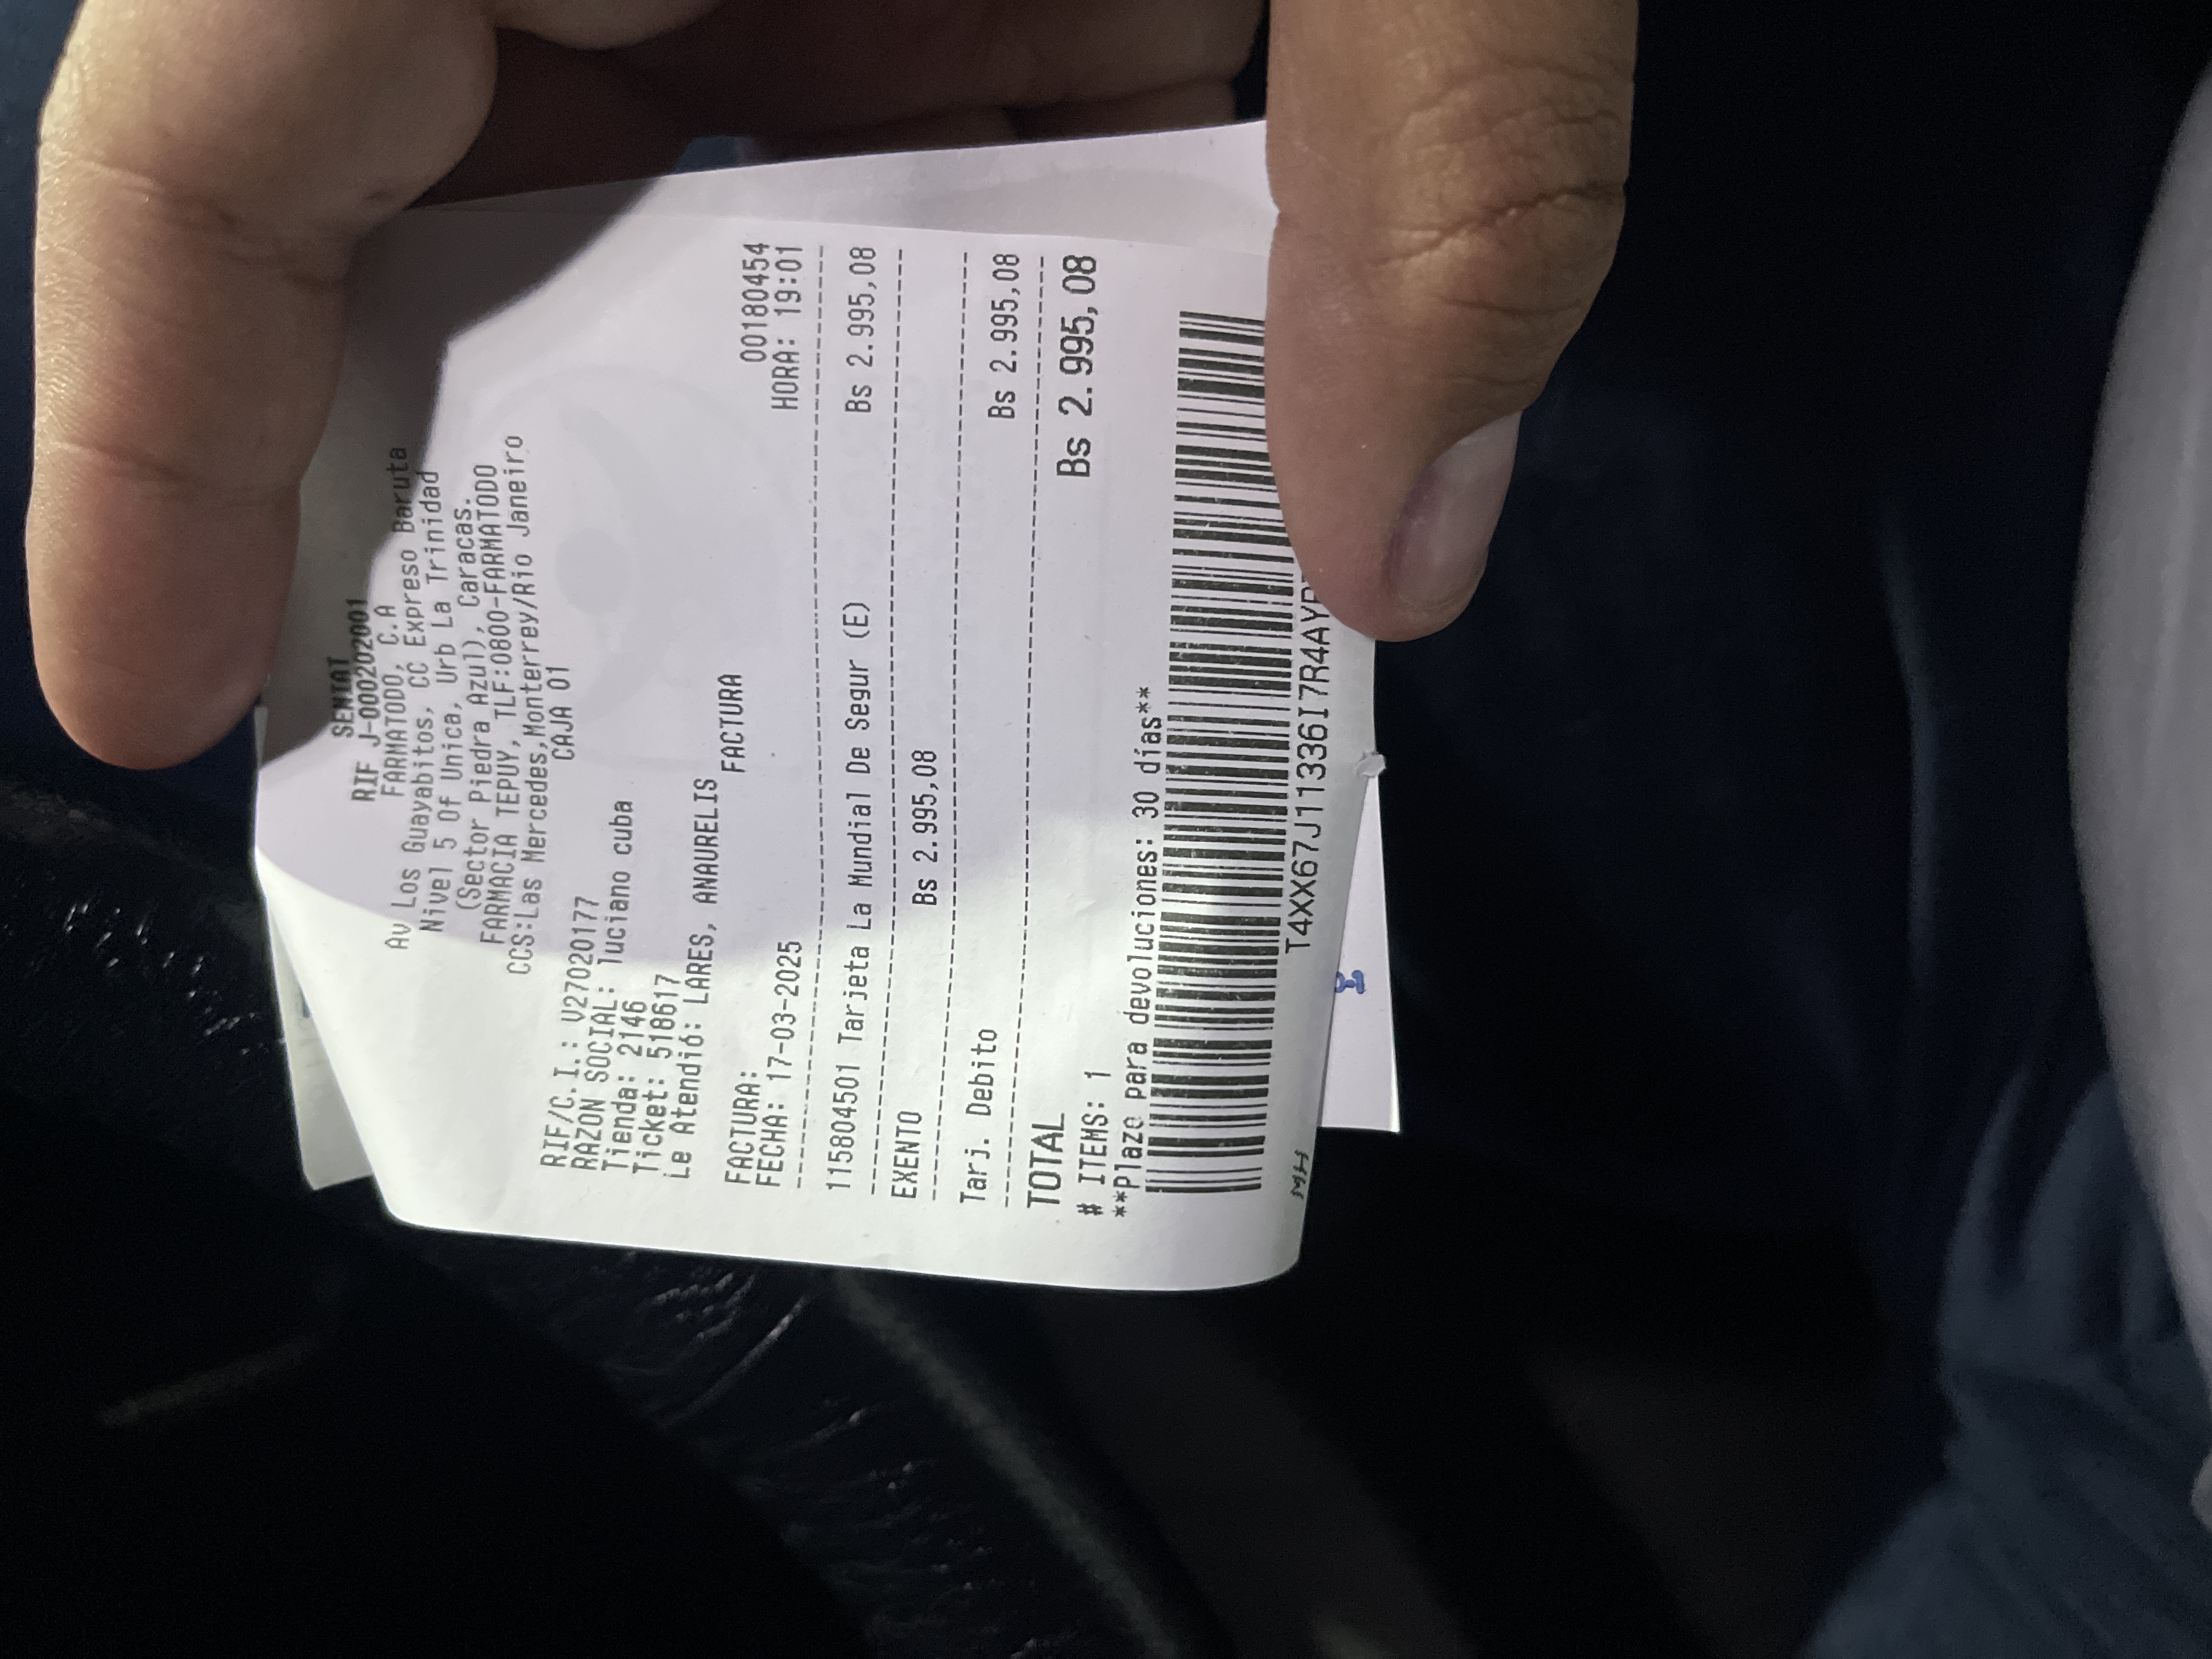 SENIAT
RIF J-000202001
FARMATODO, C.A
Av Los Guayabitos, CC Expreso Baruta
Nivel 5 Of Unica, Urb La Trinidad
(Sector Piedra Azul), Caracas.
FARMACIA TEPUY, TLF:0800-FARMATODO
CCS:Las Mercedes,Monterrey/Rio Janeiro
CAJA 01
RIF/C.I.: V27020177
RAZON SOCIAL: luciano cuba
Tienda: 2146
Ticket: 518617
Le Atendió: LARES, ANAURELIS
FACTURA
FACTURA: 00180454
FECHA: 17-03-2025 HORA: 19:01
115804501 Tarjeta La Mundial De Segur (E) Bs 2.995,08
EXENTO Bs 2.995,08
Tarj. Debito Bs 2.995,08
TOTAL Bs 2.995,08
# ITEMS: 1
**Plazo para devoluciones: 30 días**
T4XX67J11336I7R4AY
MH